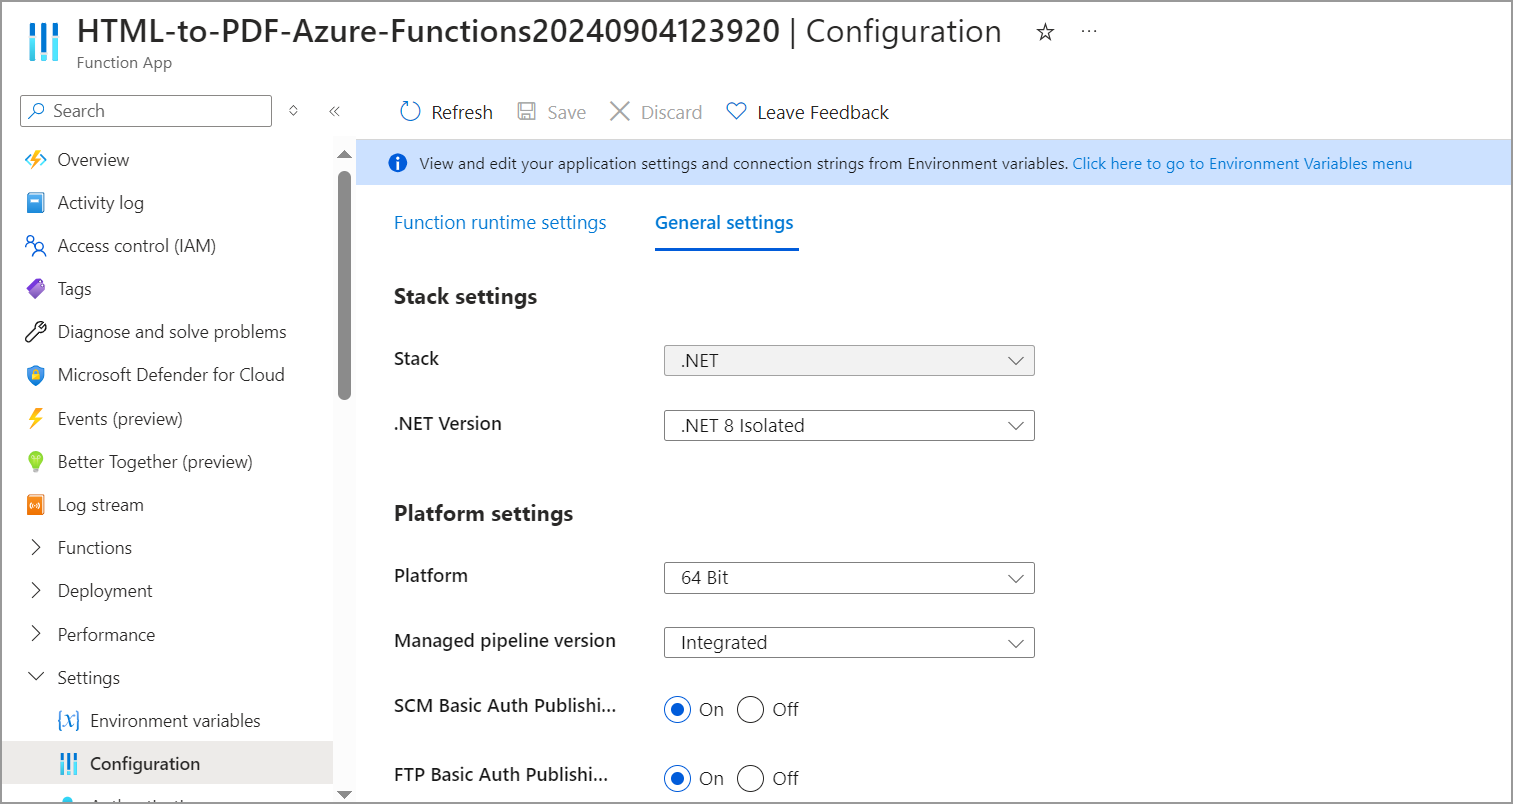 HTML-to-PDF-Azure-Functions20240904123920 | Configuration
Function App
Search
Refresh
Save
Discard
Leave Feedback
Overview
Activity log
Access control (IAM)
Tags
Diagnose and solve problems
Microsoft Defender for Cloud
Events (preview)
Better Together (preview)
Log stream
Functions
Deployment
Performance
Settings
Environment variables
Configuration
View and edit your application settings and connection strings from Environment variables. Click here to go to Environment Variables menu
Function runtime settings
General settings
Stack settings
Stack
.NET
.NET Version
.NET 8 Isolated
Platform settings
Platform
64 Bit
Managed pipeline version
Integrated
SCM Basic Auth Publishi...
On Off
FTP Basic Auth Publishi...
On Off